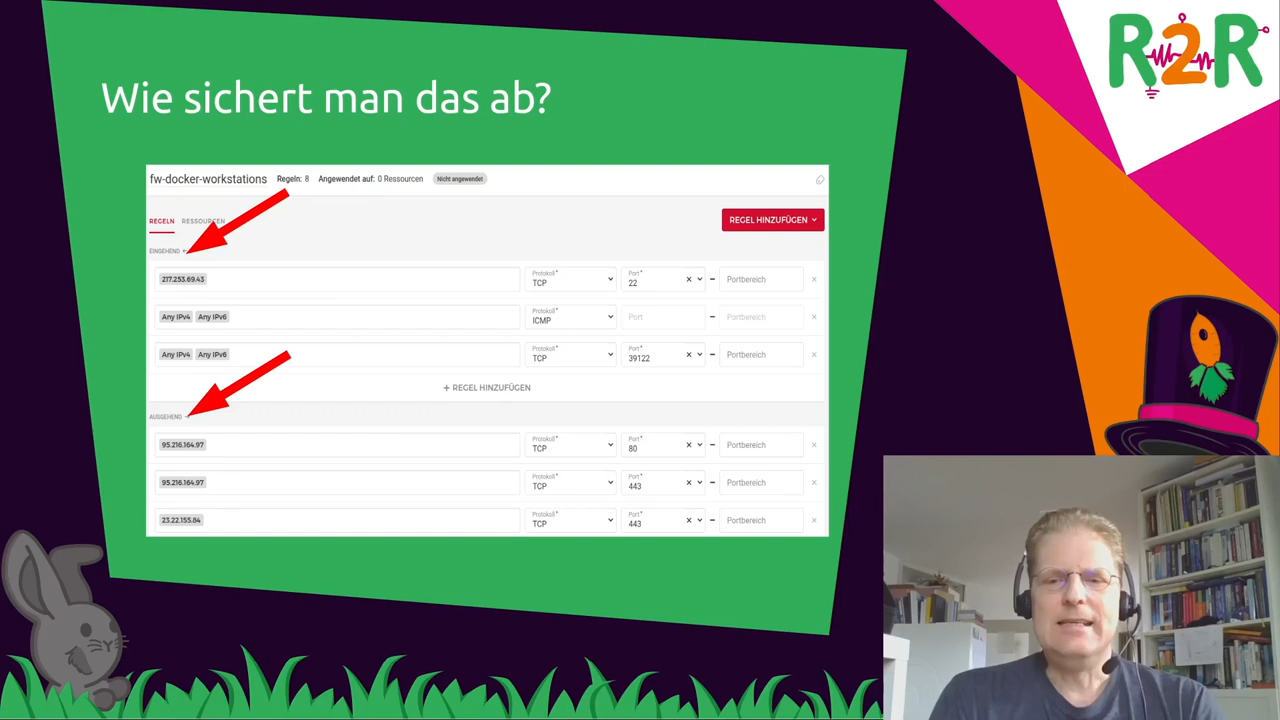 R2R
Wie sichert man das ab?
fw-docker-workstations Regeln: 8 Angewendet auf: 0 Ressourcen Nicht angewendet
REGELN RESSOURCEN REGEL HINZUFÜGEN
EINGEHEND
217.253.69.43 Protokoll* TCP Port* 22 Portbereich
Any IPv4 Any IPv6 Protokoll* ICMP Port Portbereich
Any IPv4 Any IPv6 Protokoll* TCP Port* 39122 Portbereich
+ REGEL HINZUFÜGEN
AUSGEHEND
95.216.164.97 Protokoll* TCP Port* 80 Portbereich
95.216.164.97 Protokoll* TCP Port* 443 Portbereich
23.22.155.84 Protokoll* TCP Port* 443 Portbereich